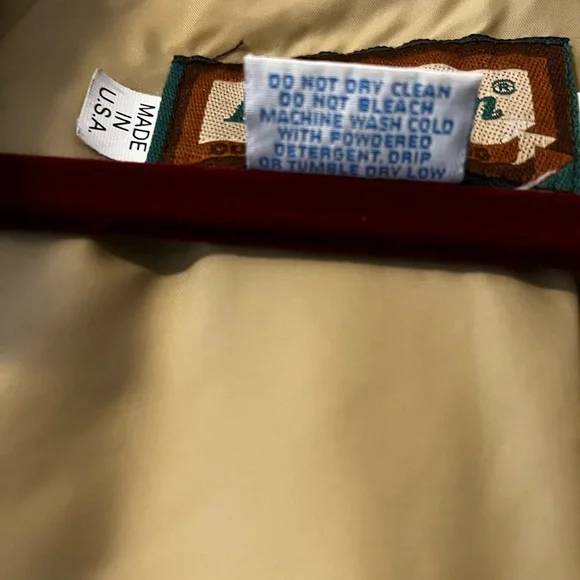 MADE
IN
U.S.A.
DO NOT DRY CLEAN
DO NOT BLEACH
MACHINE WASH COLD
WITH POWDERED
DETERGENT. DRIP
OR TUMBLE DRY LOW
®